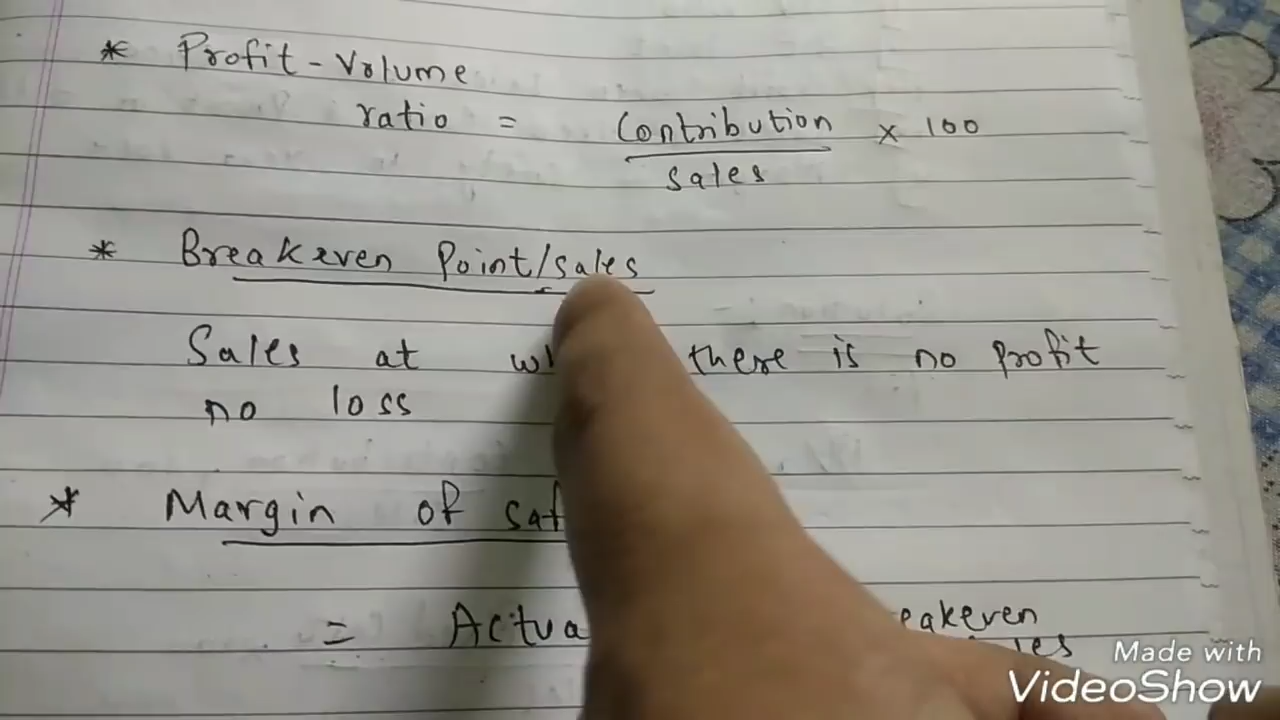 * Profit - Volume
ratio = Contribution × 100
sales
* Breakeven Point/sales
Sales at there is no profit
no loss
* Margin of
=
Made with
VideoShow